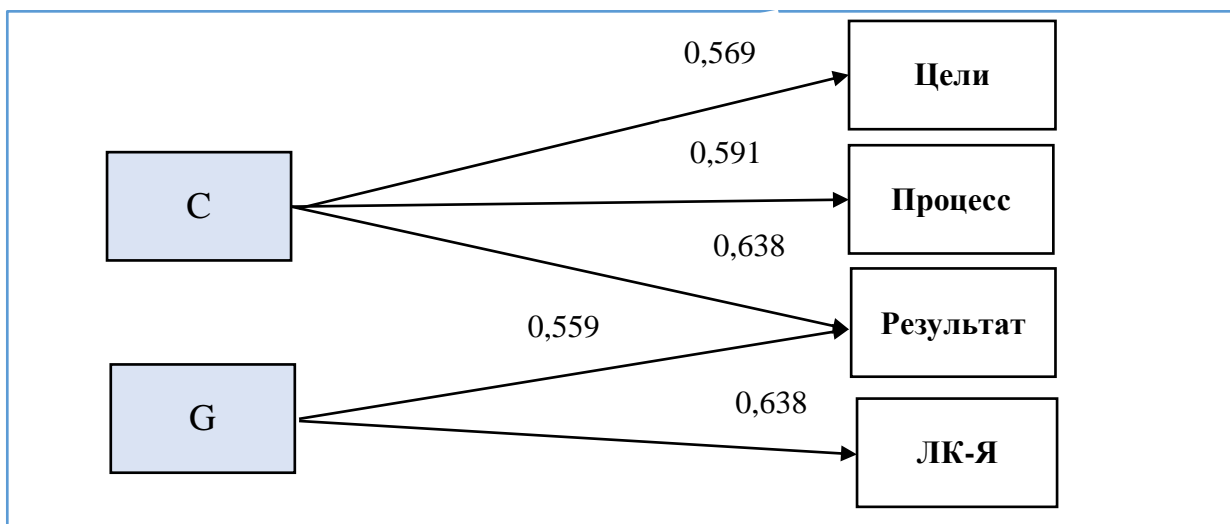 0,569
Цели
0,591
C
Процесс
0,638
0,559
Результат
G
0,638
ЛК-Я